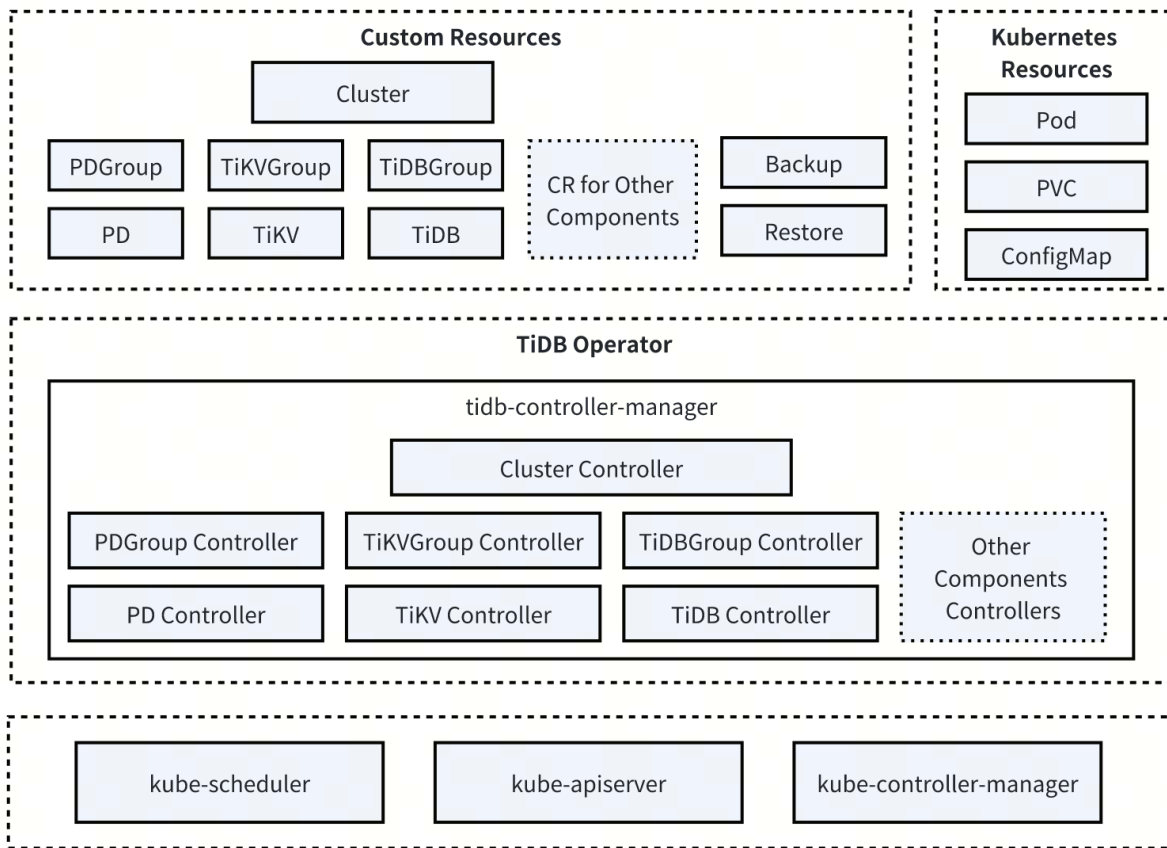 Custom Resources
Cluster
PDGroup
TiKVGroup
TiDBGroup
PD
TiKV
TiDB
CR for Other
Components
Backup
Restore
Kubernetes
Resources
Pod
PVC
ConfigMap
TiDB Operator
tidb-controller-manager
Cluster Controller
PDGroup Controller
TiKVGroup Controller
TiDBGroup Controller
PD Controller
TiKV Controller
TiDB Controller
Other
Components
Controllers
kube-scheduler
kube-apiserver
kube-controller-manager